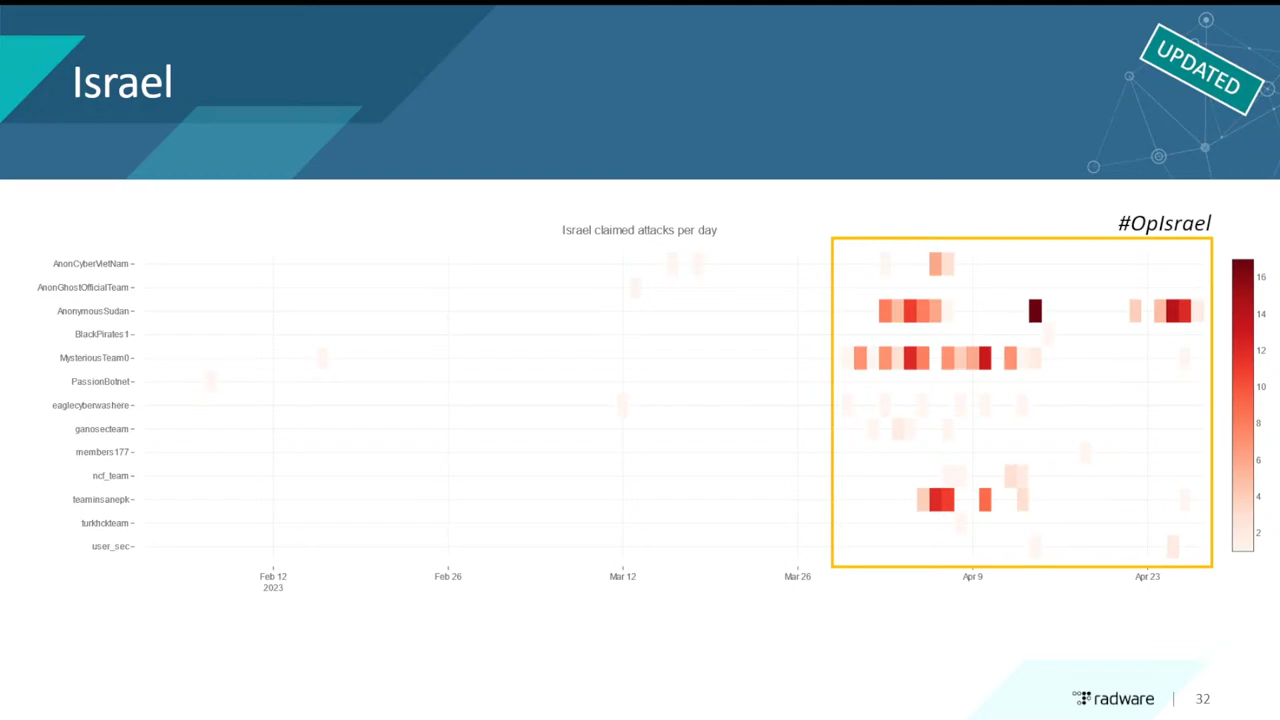 UPDATED
Israel
#OpIsrael
Israel claimed attacks per day
AnonCyberVietNam
AnonGhostOfficialTeam
AnonymousSudan
BlackPirates1
MysteriousTeam0
PassionBotnet
eaglecyberwashere
ganosecteam
members177
ncf_team
teaminsanepk
turkhckteam
user_sec
16
14
12
10
8
6
4
2
Feb 12
2023
Feb 26
Mar 12
Mar 26
Apr 9
Apr 23
radware
32